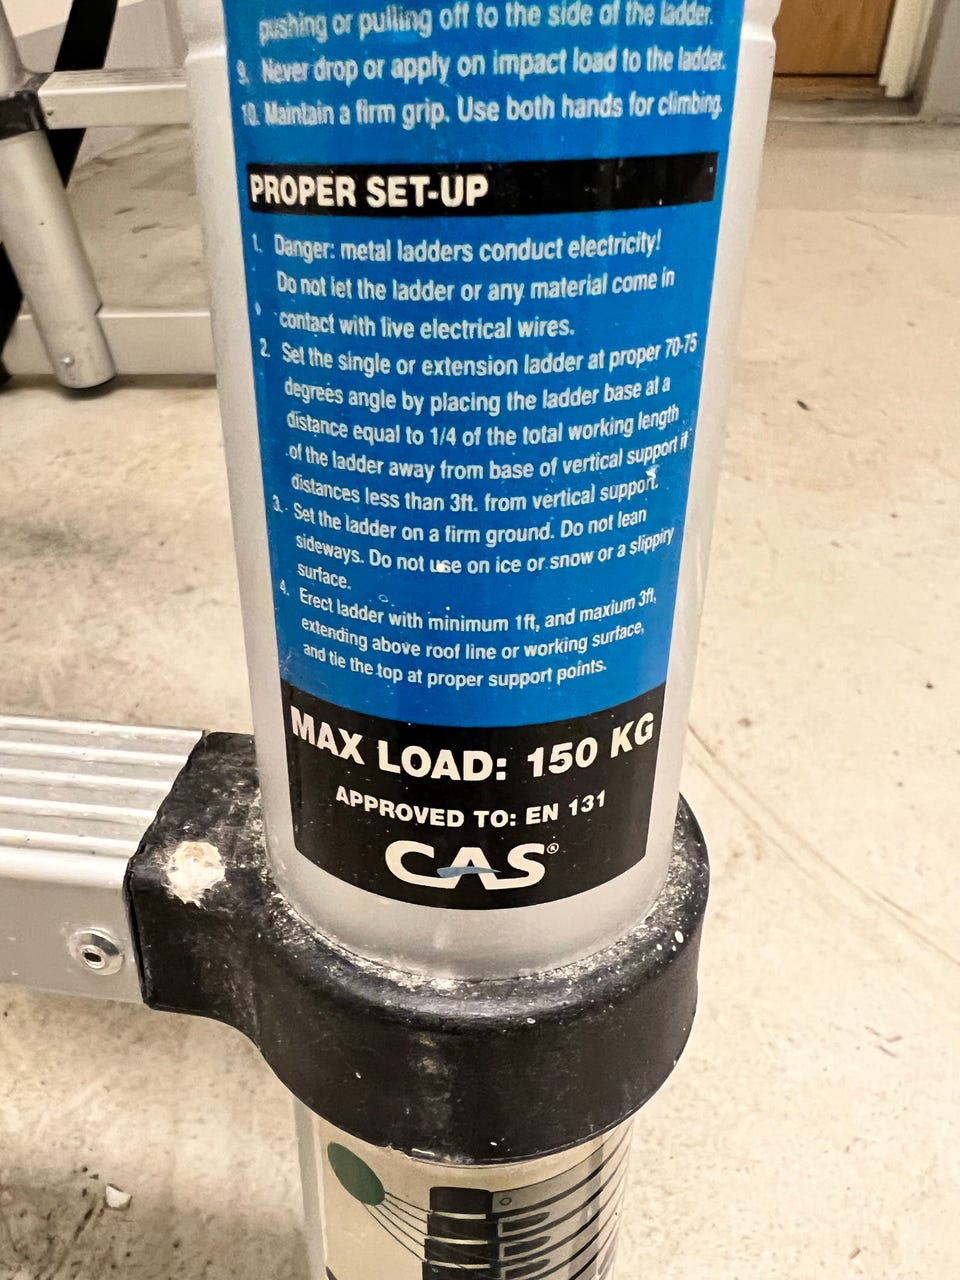 pushing or pulling off to the side of the ladder.
9. Never drop or apply on impact load to the ladder.
10. Maintain a firm grip. Use both hands for climbing.
PROPER SET-UP
1. Danger: metal ladders conduct electricity!
Do not let the ladder or any material come in
contact with live electrical wires.
2. Set the single or extension ladder at proper 70-75
degrees angle by placing the ladder base at a
distance equal to 1/4 of the total working length
of the ladder away from base of vertical support if
distances less than 3ft. from vertical support.
3. Set the ladder on a firm ground. Do not lean
sideways. Do not use on ice or snow or a slippiry
surface.
4. Erect ladder with minimum 1ft, and maxium 3ft,
extending above roof line or working surface,
and tie the top at proper support points.
MAX LOAD: 150 KG
APPROVED TO: EN 131
CAS®